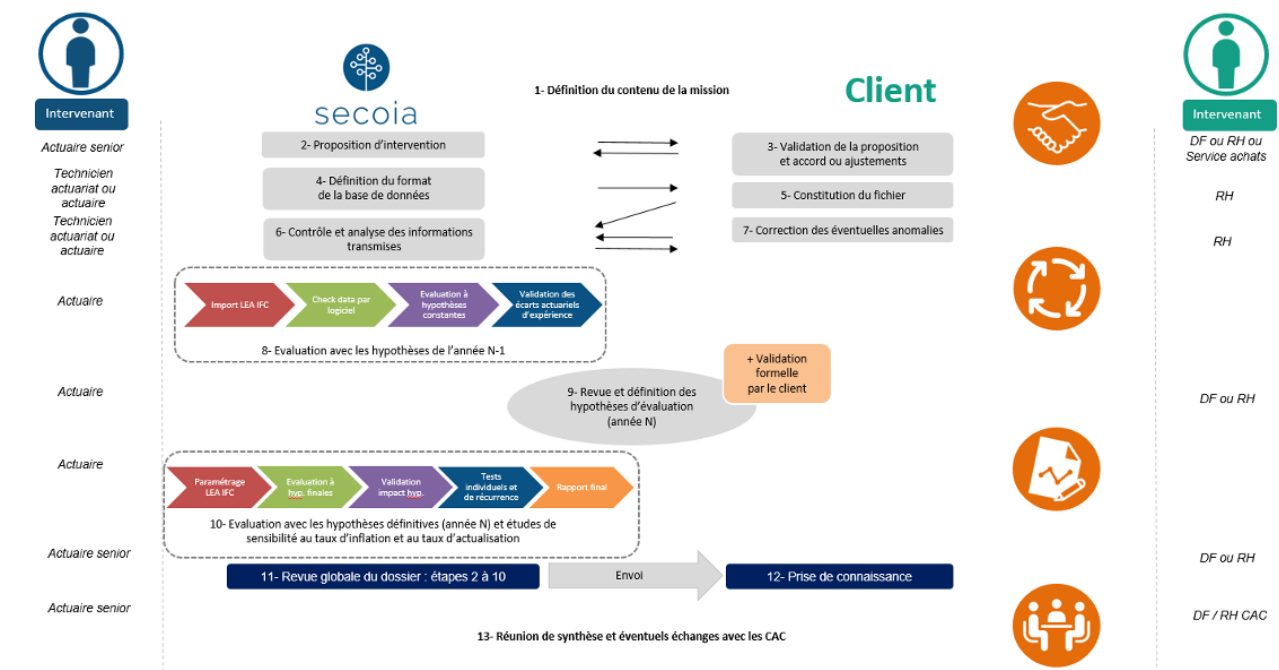 1- Définition du contenu de la mission
Client
secoia
Intervenant
Intervenant
Actuaire senior
2- Proposition d'intervention
3- Validation de la proposition
et accord ou ajustements
DF ou RH ou
Service achats
Technicien
actuariat ou
actuaire
4- Définition du format
de la base de données
5- Constitution du fichier
RH
Technicien
actuariat ou
actuaire
6- Contrôle et analyse des informations
transmises
7- Correction des éventuelles anomalies
RH
Actuaire
Import LEA IFC
Check data par
logiciel
Evaluation à
hypothèses
constantes
Validation des
écarts actuariels
d'expérience
8- Evaluation avec les hypothèses de l'année N-1
+ Validation
formelle
par le client
Actuaire
9- Revue et définition des
hypothèses d'évaluation
(année N)
DF ou RH
Actuaire
Paramétrage
LEA IFC
Evaluation à
hyp. finales
Validation
impact hyp.
Tests
individuels et
de récurrence
Rapport final
10- Evaluation avec les hypothèses définitives (année N) et études de
sensibilité au taux d'inflation et au taux d'actualisation
Actuaire senior
11- Revue globale du dossier : étapes 2 à 10
Envoi
12- Prise de connaissance
DF ou RH
Actuaire senior
13- Réunion de synthèse et éventuels échanges avec les CAC
DF / RH CAC